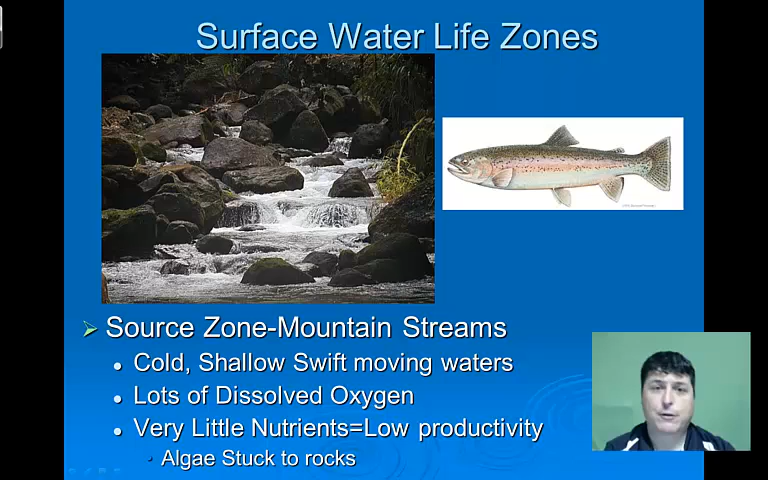 Surface Water Life Zones
Source Zone-Mountain Streams
Cold, Shallow Swift moving waters
Lots of Dissolved Oxygen
Very Little Nutrients=Low productivity
Algae Stuck to rocks